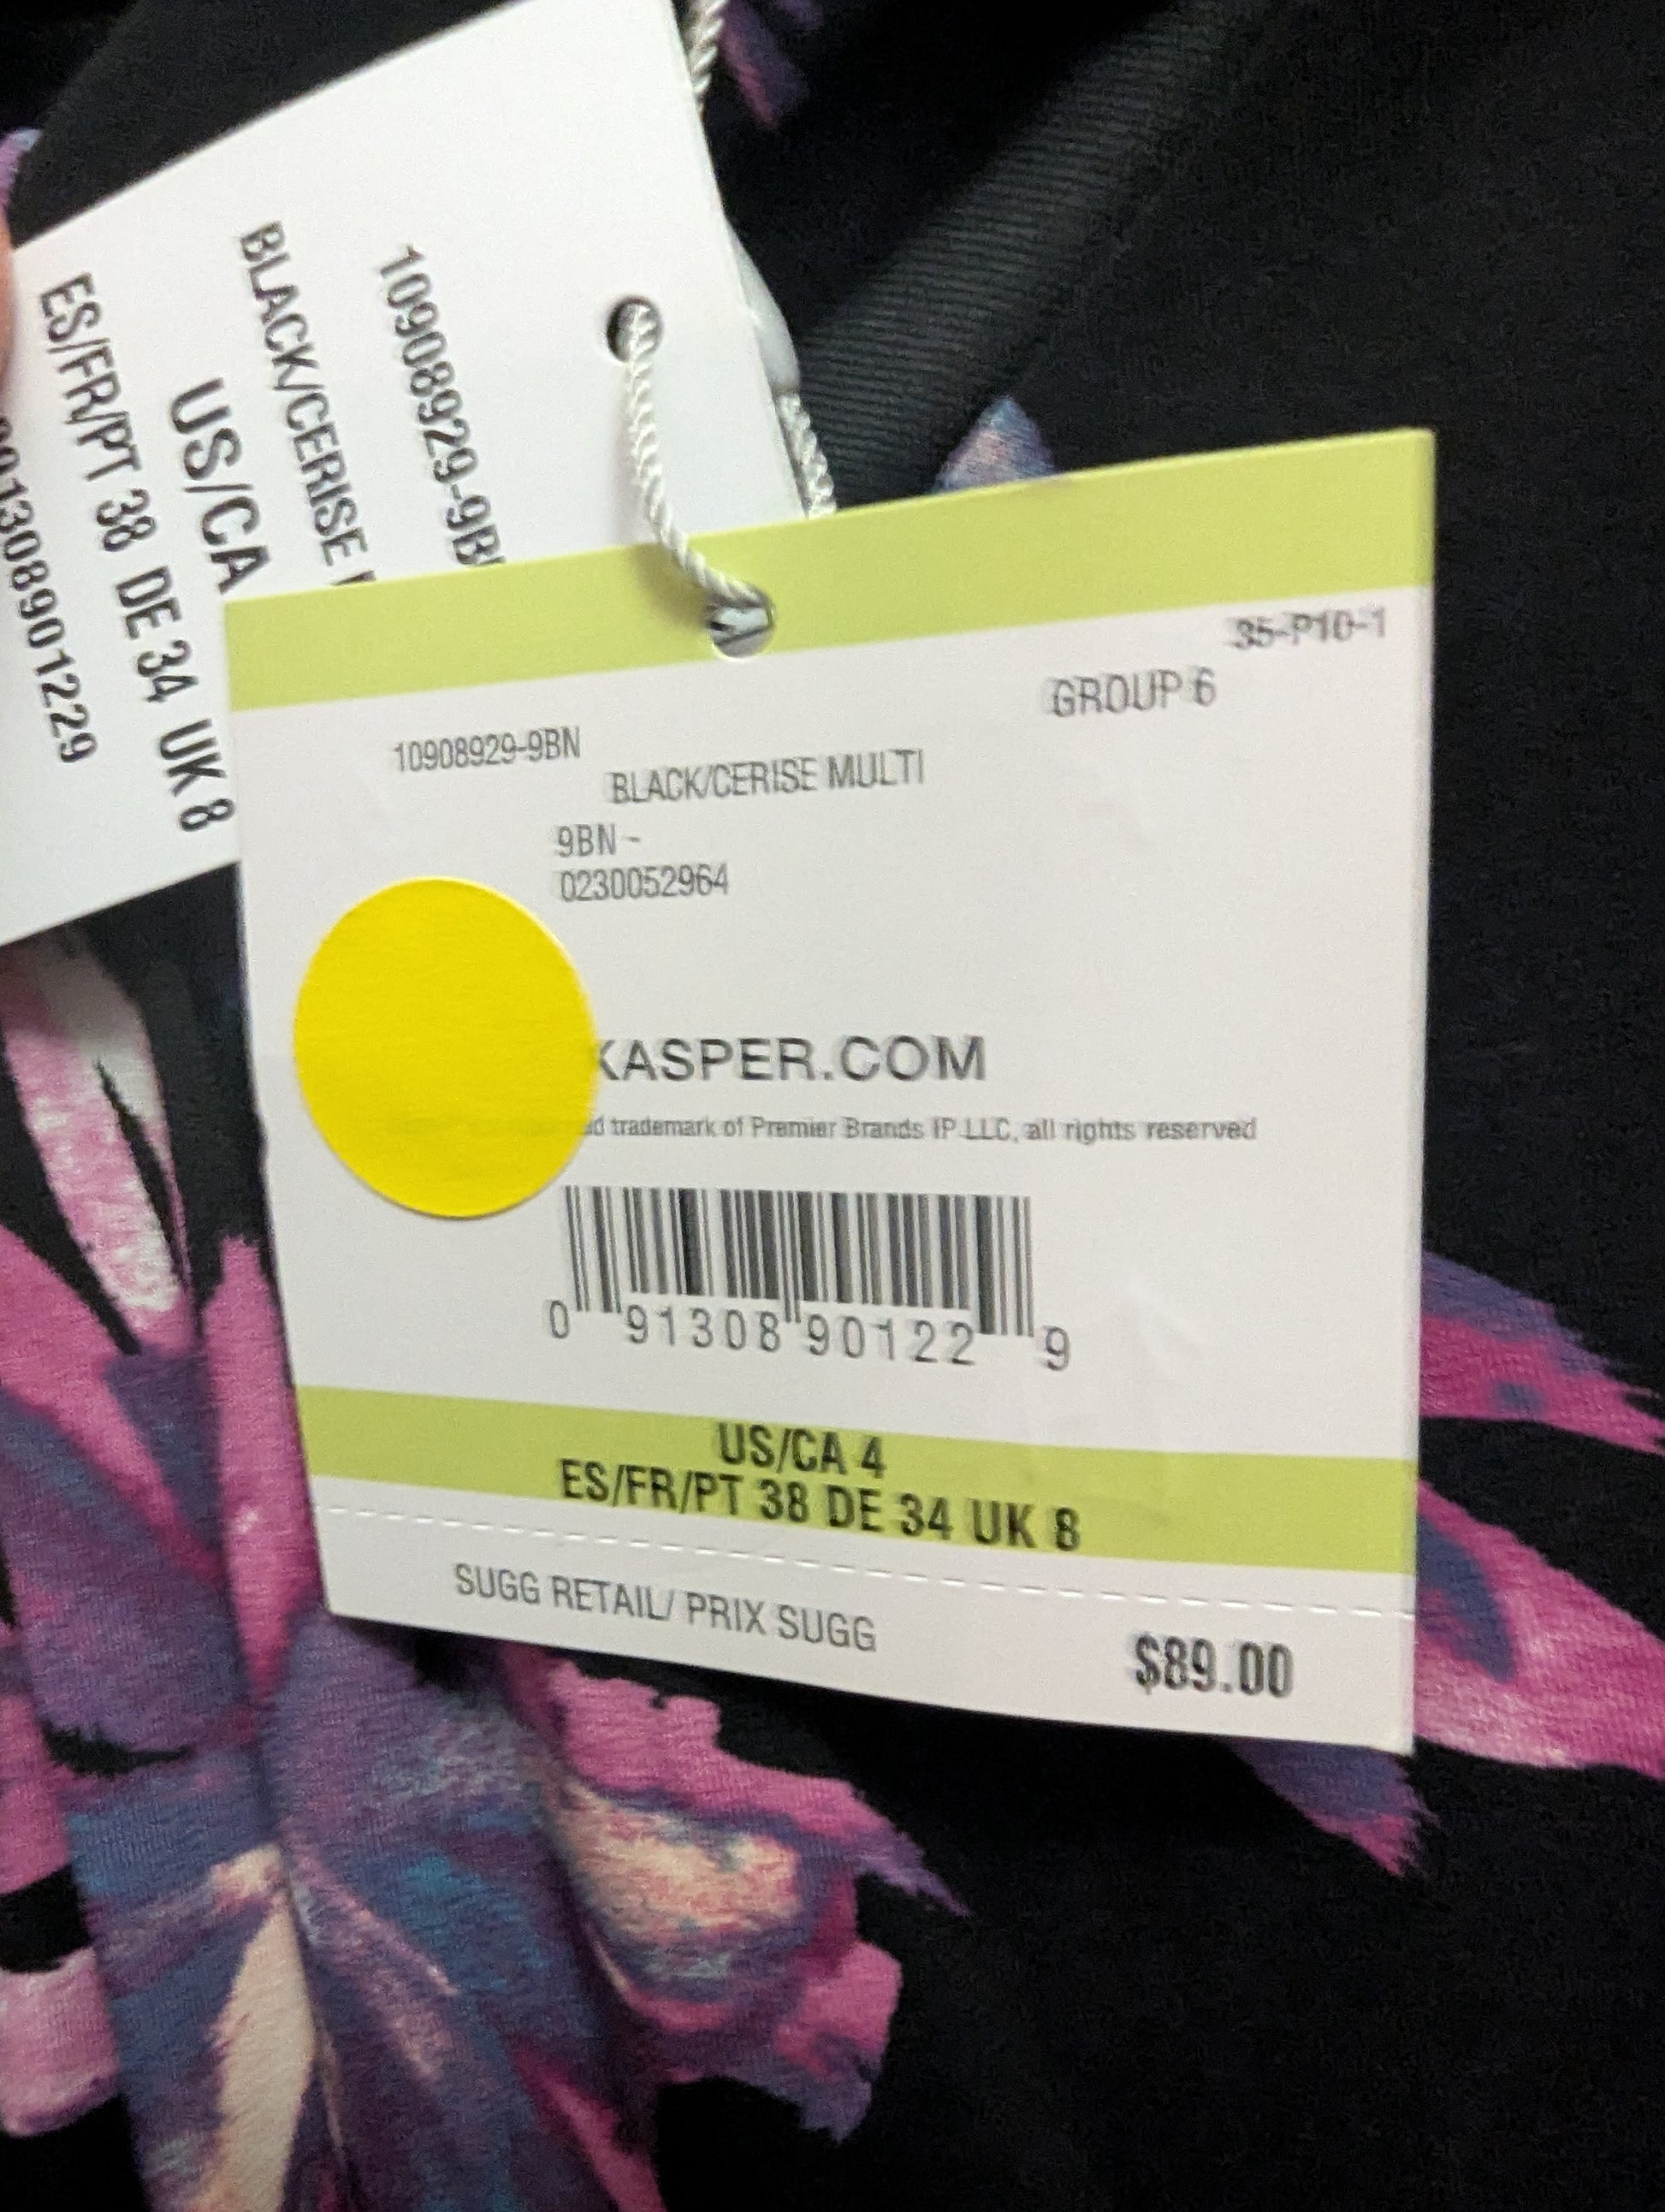 10908929-9B
BLACK/CERISE
US/CA
ES/FR/PT 38 DE 34 UK 8
091308901229
35-P10-1
GROUP 6
10908929-9BN
BLACK/CERISE MULTI
9BN -
0230052964
KASPER.COM
trademark of Premier Brands IP LLC, all rights reserved
0 91308 90122 9
US/CA 4
ES/FR/PT 38 DE 34 UK 8
SUGG RETAIL/ PRIX SUGG
$89.00